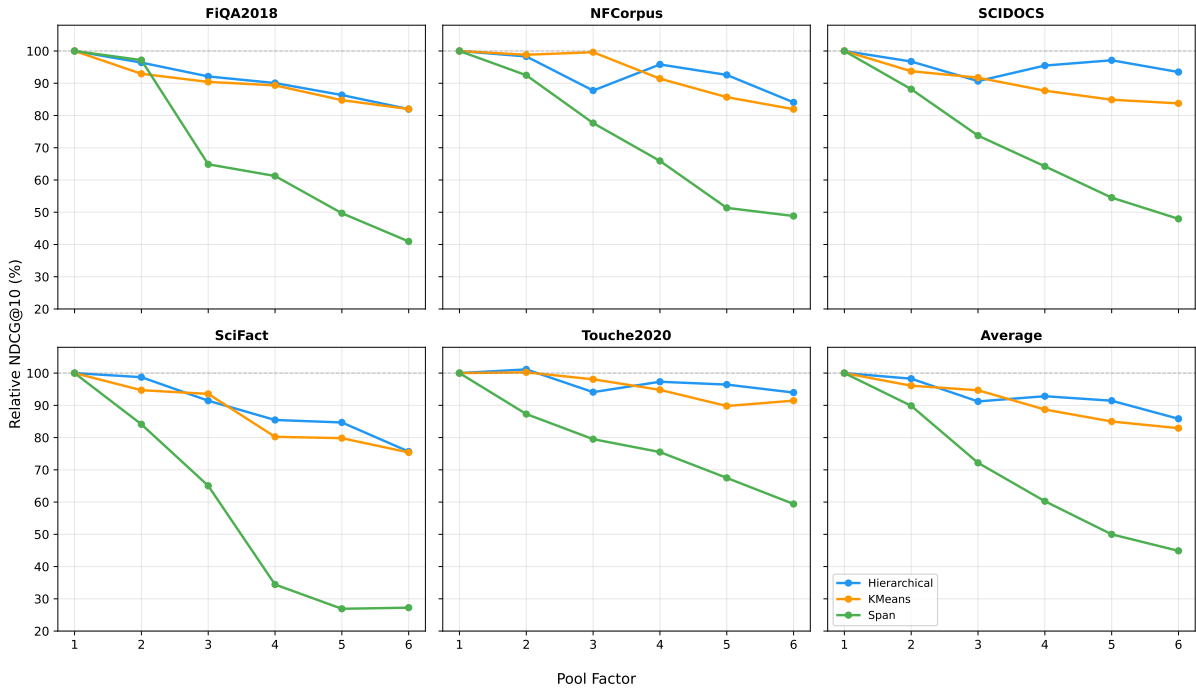 FiQA2018
NFCorpus
SCIDOCS
100
90
80
70
60
50
40
30
20
Relative NDCG@10 (%)
SciFact
Touche2020
Average
100
90
80
70
60
50
40
30
20
Hierarchical
KMeans
Span
1 2 3 4 5 6
1 2 3 4 5 6
1 2 3 4 5 6
Pool Factor